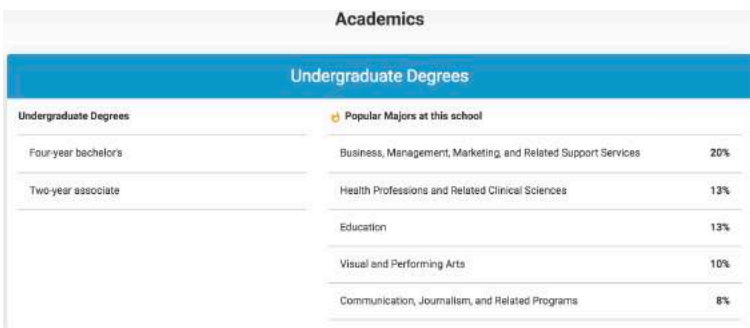 Academics
Undergraduate Degrees
Undergraduate Degrees
Four-year bachelor's
Two-year associate
Popular Majors at this school
Business, Management, Marketing, and Related Support Services 20%
Health Professions and Related Clinical Sciences 13%
Education 13%
Visual and Performing Arts 10%
Communication, Journalism, and Related Programs 8%